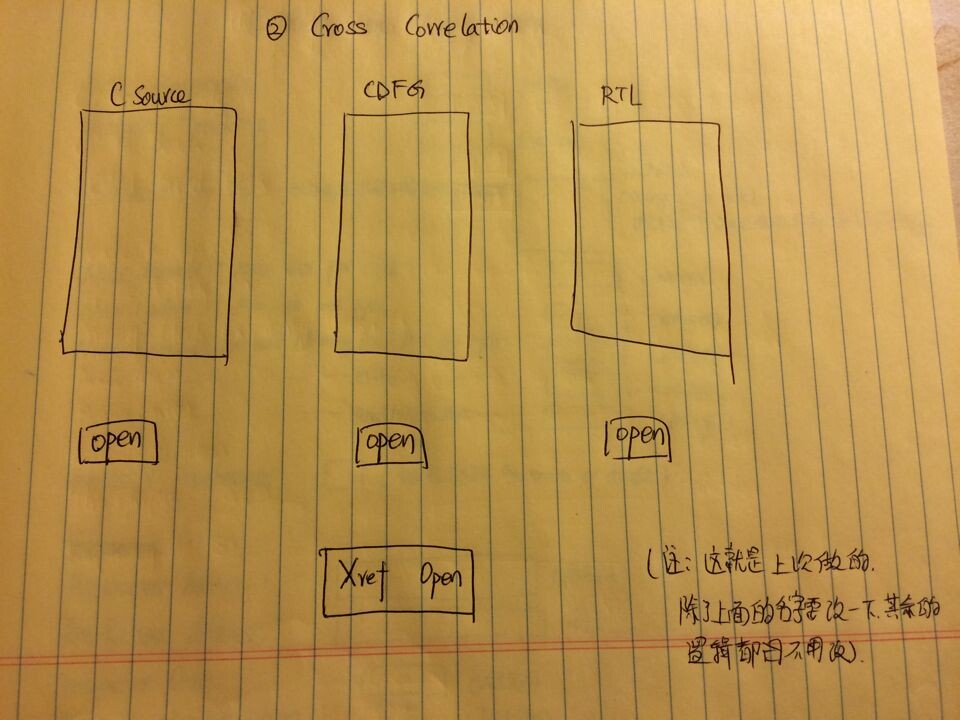 ② Cross Correlation
C Source CDFG RTL
open open open
Xref Open
(注: 这就是上次做的.
除了上面的名字要改一下.其余的
逻辑都因不用改).